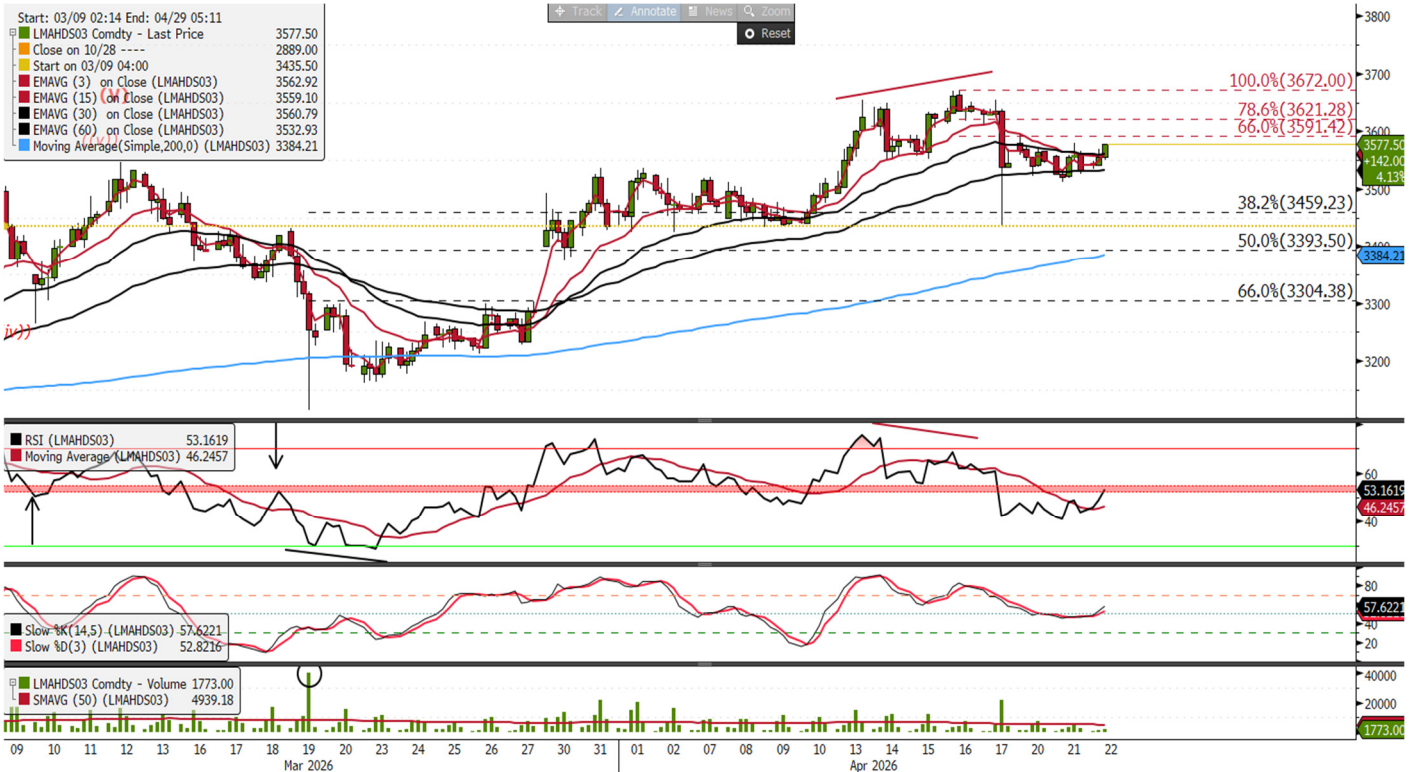 Start: 03/09 02:14 End: 04/29 05:11
LMAHDS03 Comdty - Last Price 3577.50
Close on 10/28 ---- 2889.00
Start on 03/09 04:00 3435.50
EMAVG (3) on Close (LMAHDS03) 3562.92
EMAVG (15) on Close (LMAHDS03) 3559.10
EMAVG (30) on Close (LMAHDS03) 3560.79
EMAVG (60) on Close (LMAHDS03) 3532.93
Moving Average(Simple,200,0) (LMAHDS03) 3384.21
Track Annotate News Zoom
Reset
3800
3700
3600
3500
3400
3300
3200
100.0%(3672.00)
78.6%(3621.28)
66.0%(3591.42)
3577.50
+142.00
4.13%
38.2%(3459.23)
50.0%(3393.50)
3384.21
66.0%(3304.38)
iv))
RSI (LMAHDS03) 53.1619
Moving Average (LMAHDS03) 46.2457
60
53.1619
46.2457
40
Slow %K(14,5) (LMAHDS03) 57.6221
Slow %D(3) (LMAHDS03) 52.8216
80
57.6221
40
20
LMAHDS03 Comdty - Volume 1773.00
SMAVG (50) (LMAHDS03) 4939.18
40000
20000
1773.00
09 10 11 12 13 16 17 18 19 20 23 24 25 26 27 30 31 01 02 07 08 09 10 13 14 15 16 17 20 21 22
Mar 2026 Apr 2026